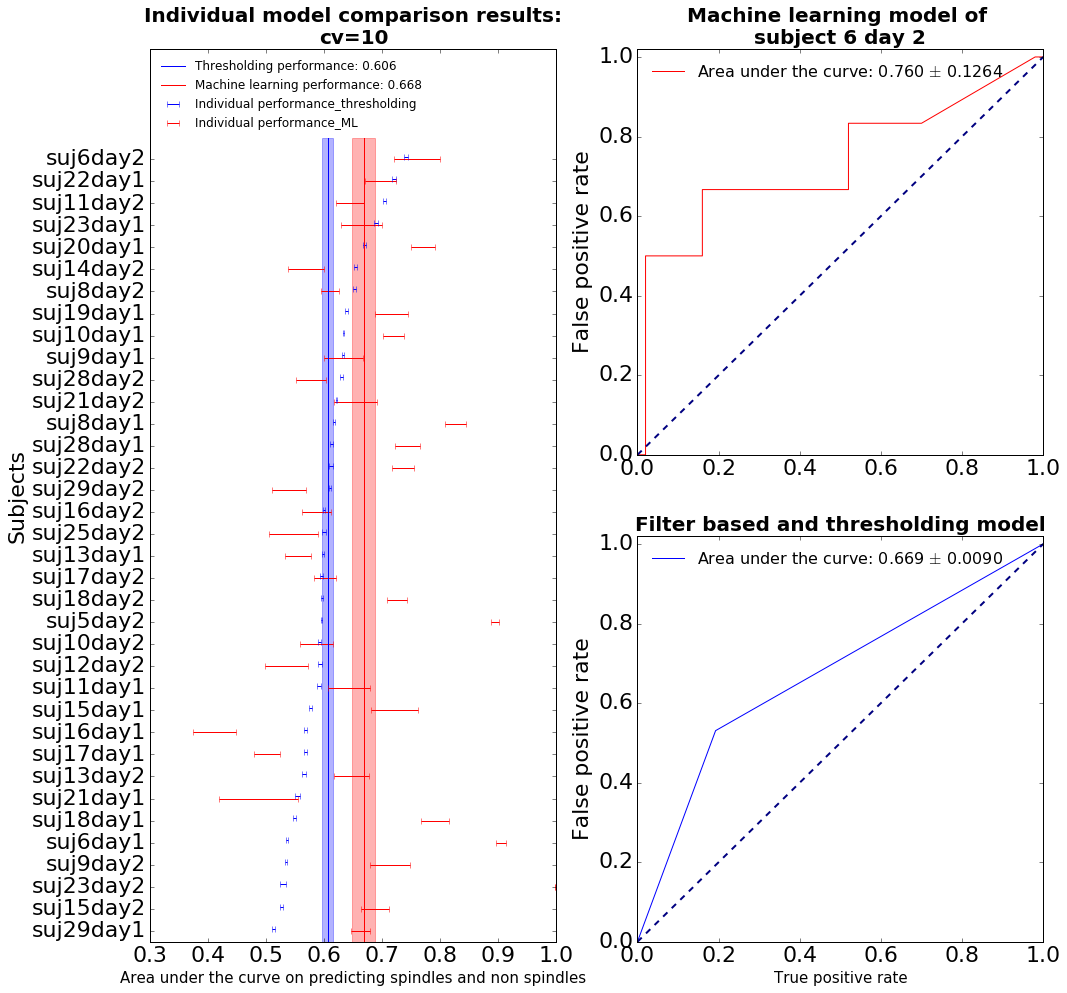 Individual model comparison results:
cv=10
Thresholding performance: 0.606
Machine learning performance: 0.668
Individual performance_thresholding
Individual performance_ML
Subjects
suj6day2
suj22day1
suj11day2
suj23day1
suj20day1
suj14day2
suj8day2
suj19day1
suj10day1
suj9day1
suj28day2
suj21day2
suj8day1
suj28day1
suj22day2
suj29day2
suj16day2
suj25day2
suj13day1
suj17day2
suj18day2
suj5day2
suj10day2
suj12day2
suj11day1
suj15day1
suj16day1
suj17day1
suj13day2
suj21day1
suj18day1
suj6day1
suj9day2
suj23day2
suj15day2
suj29day1
0.3 0.4 0.5 0.6 0.7 0.8 0.9 1.0
Area under the curve on predicting spindles and non spindles
Machine learning model of
subject 6 day 2
Area under the curve: 0.760 ± 0.1264
False positive rate
1.0
0.8
0.6
0.4
0.2
0.0
0.0 0.2 0.4 0.6 0.8 1.0
Filter based and thresholding model
Area under the curve: 0.669 ± 0.0090
False positive rate
1.0
0.8
0.6
0.4
0.2
0.0
0.0 0.2 0.4 0.6 0.8 1.0
True positive rate